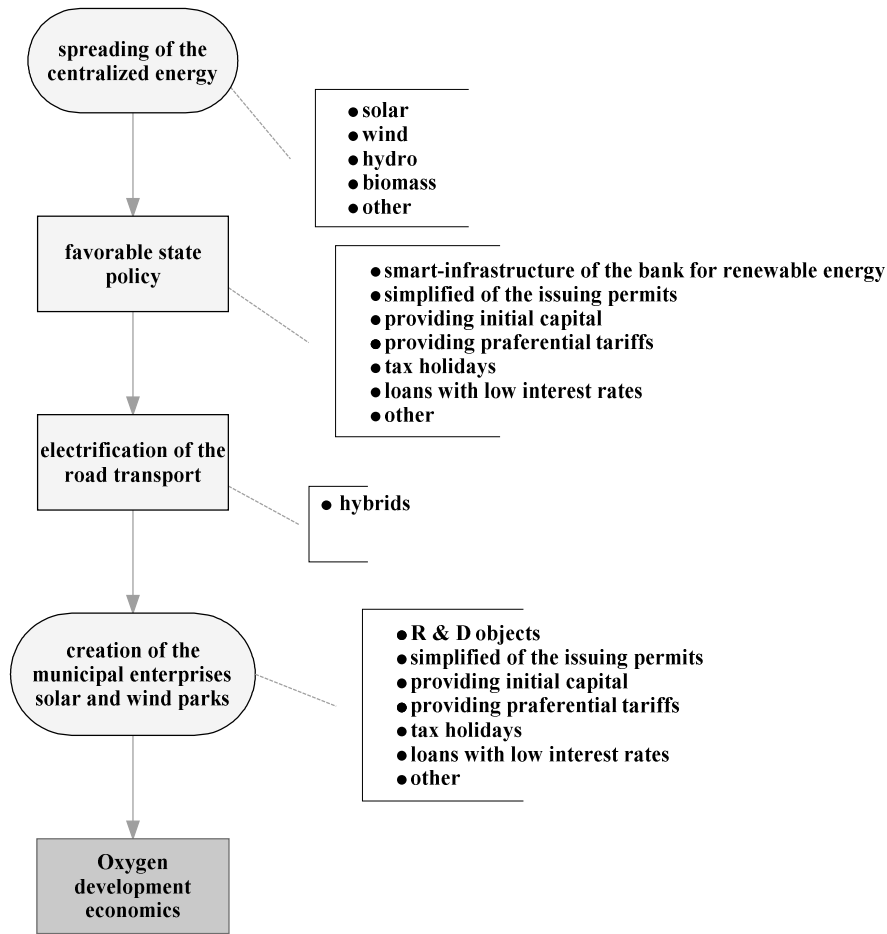 spreading of the
centralized energy
● solar
● wind
● hydro
● biomass
● other
favorable state
policy
● smart-infrastructure of the bank for renewable energy
● simplified of the issuing permits
● providing initial capital
● providing praferential tariffs
● tax holidays
● loans with low interest rates
● other
electrification of the
road transport
● hybrids
creation of the
municipal enterprises
solar and wind parks
● R & D objects
● simplified of the issuing permits
● providing initial capital
● providing praferential tariffs
● tax holidays
● loans with low interest rates
● other
Oxygen
development
economics